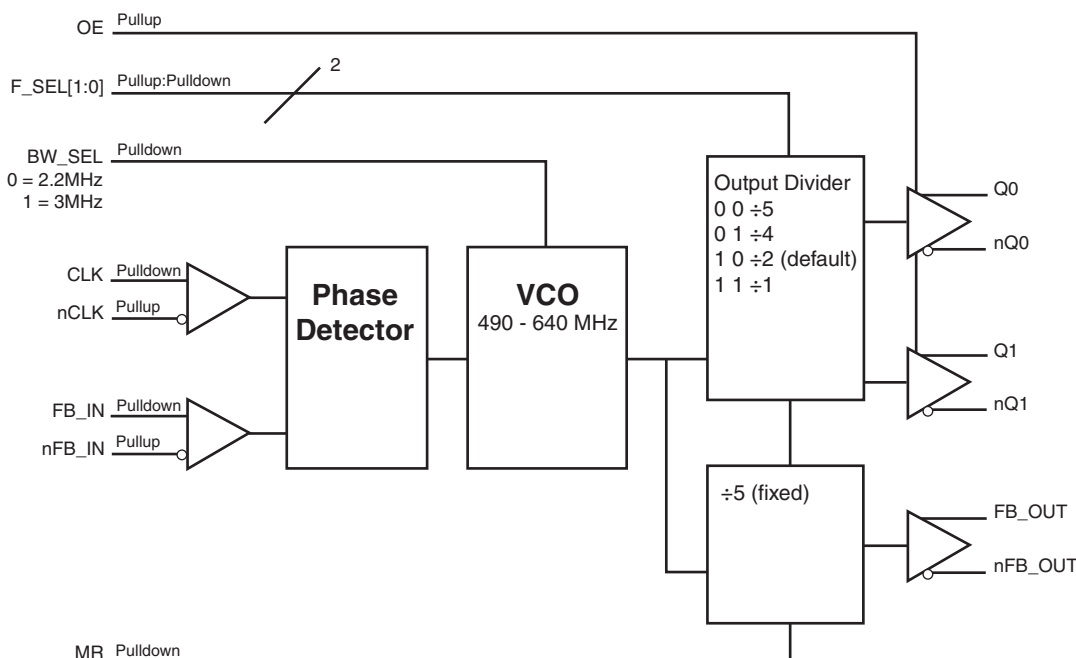 OE Pullup
F_SEL[1:0] Pullup:Pulldown
2
BW_SEL Pulldown
0 = 2.2MHz
1 = 3MHz
CLK Pulldown
nCLK Pullup
FB_IN Pulldown
nFB_IN Pullup
Phase
Detector
VCO
490 - 640 MHz
Output Divider
0 0 ÷5
0 1 ÷4
1 0 ÷2 (default)
1 1 ÷1
÷5 (fixed)
Q0
nQ0
Q1
nQ1
FB_OUT
nFB_OUT
MR Pulldown